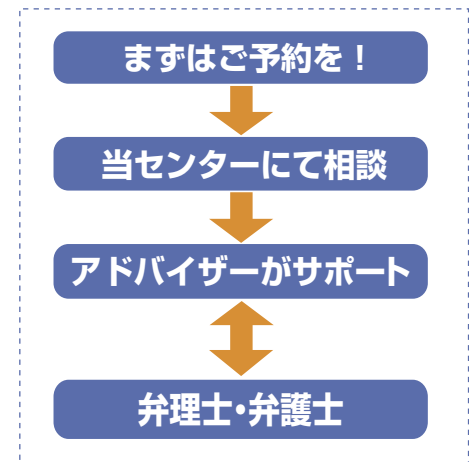 まずはご予約を！
当センターにて相談
アドバイザーがサポート
弁理士・弁護士